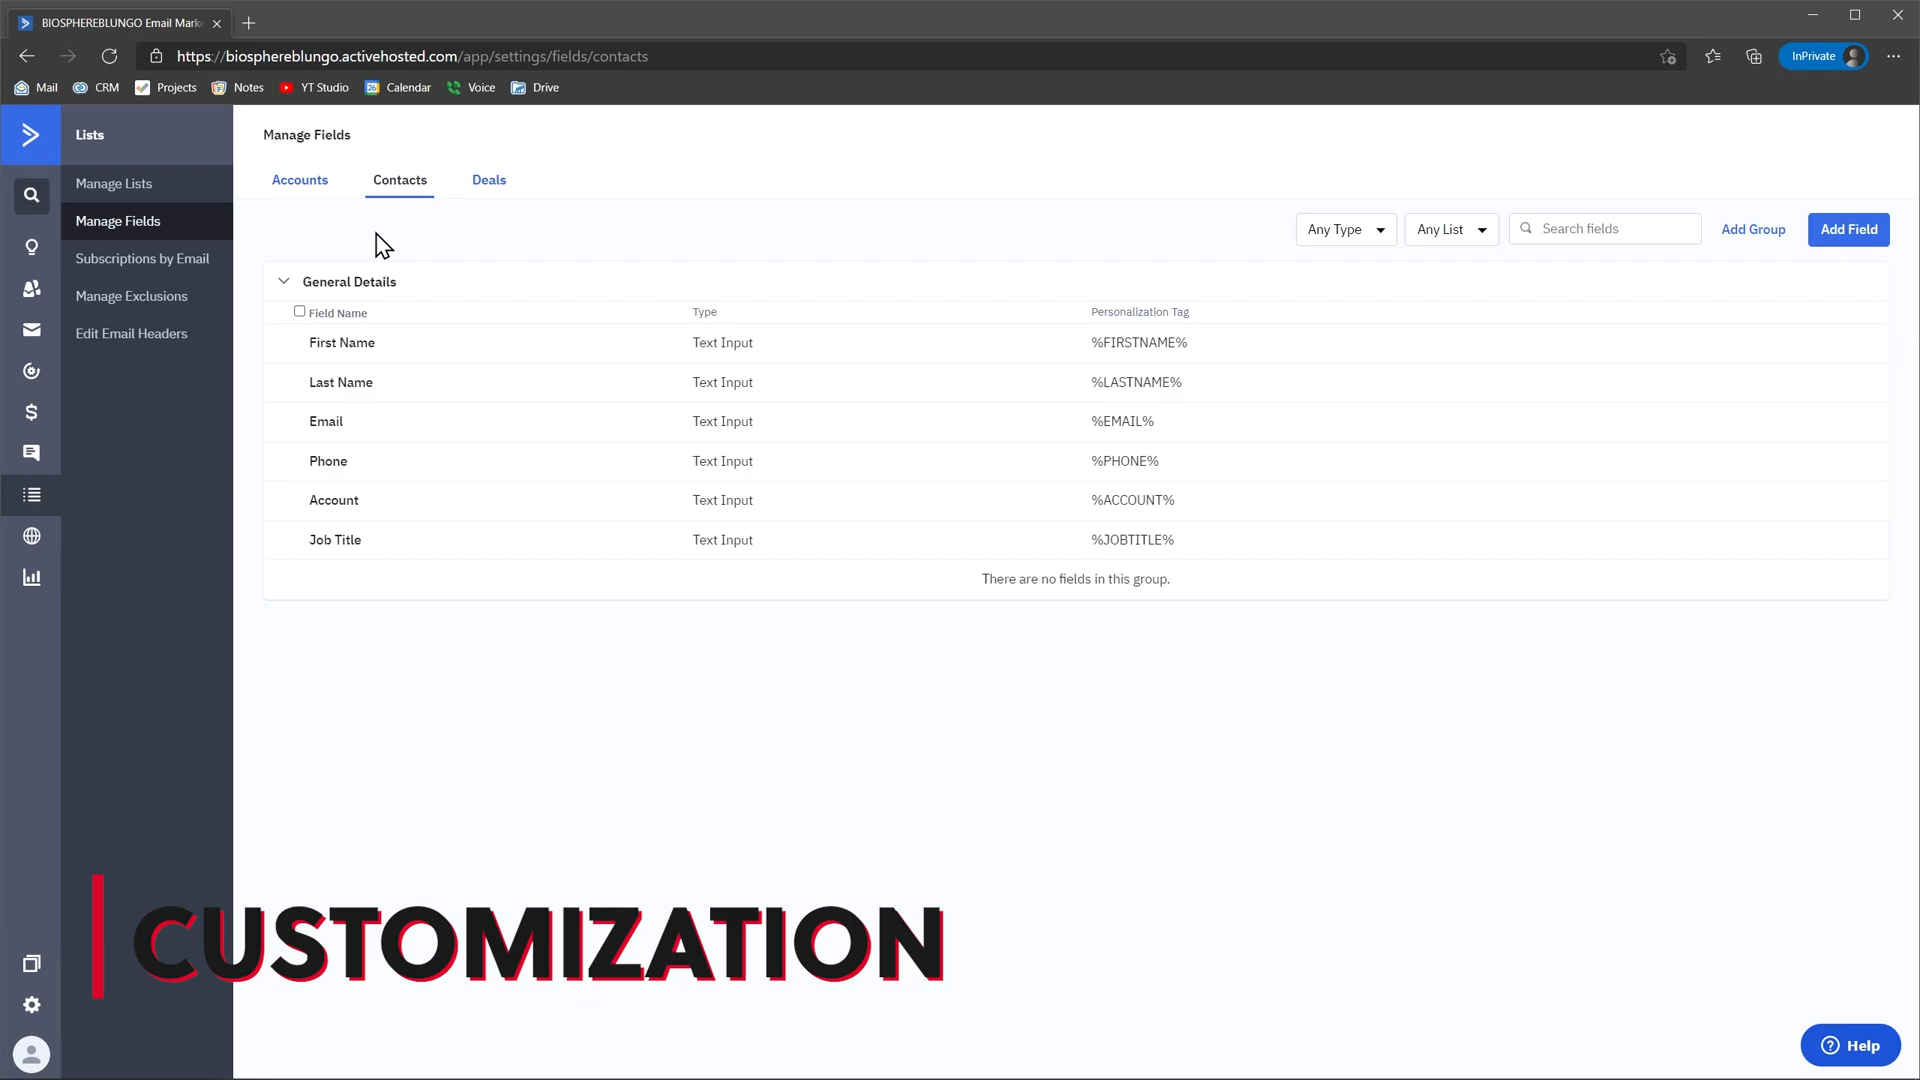 BIOSPHEREBLUNGO Email Mark
https://biosphereblungo.activehosted.com/app/settings/fields/contacts
InPrivate
Mail CRM Projects Notes YT Studio 26 Calendar Voice Drive
Lists
Manage Lists
Manage Fields
Subscriptions by Email
Manage Exclusions
Edit Email Headers
Manage Fields
Accounts Contacts Deals
Any Type Any List Search fields Add Group Add Field
General Details
Field Name Type Personalization Tag
First Name Text Input %FIRSTNAME%
Last Name Text Input %LASTNAME%
Email Text Input %EMAIL%
Phone Text Input %PHONE%
Account Text Input %ACCOUNT%
Job Title Text Input %JOBTITLE%
There are no fields in this group.
CUSTOMIZATION
Help